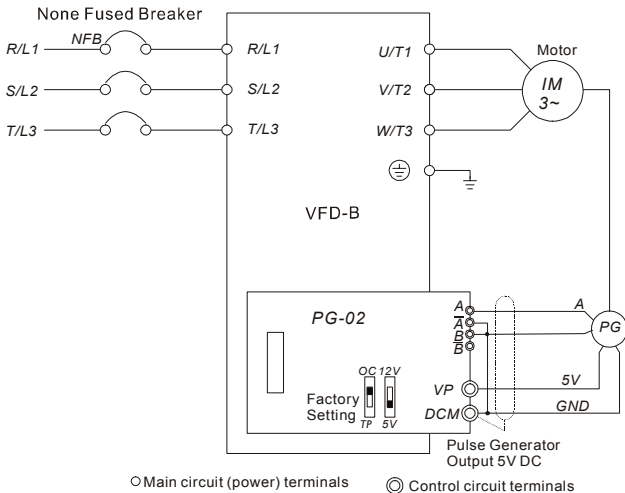 None Fused Breaker
R/L1 NFB R/L1 U/T1 Motor
S/L2 S/L2 V/T2 IM
3~
T/L3 T/L3 W/T3
VFD-B
PG-02 A A
A̅
B PG
B̅
OC 12V
VP 5V
Factory
Setting DCM GND
TP 5V
Pulse Generator
Output 5V DC
Main circuit (power) terminals Control circuit terminals